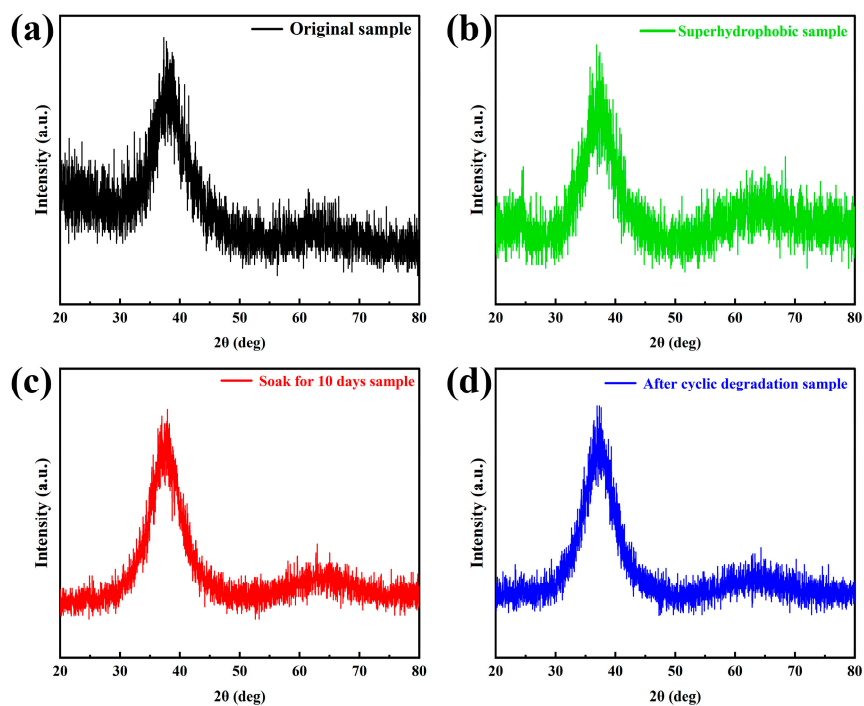 (a)
Original sample
Intensity (a.u.)
20 30 40 50 60 70 80
2θ (deg)
(b)
Superhydrophobic sample
Intensity (a.u.)
20 30 40 50 60 70 80
2θ (deg)
(c)
Soak for 10 days sample
Intensity (a.u.)
20 30 40 50 60 70 80
2θ (deg)
(d)
After cyclic degradation sample
Intensity (a.u.)
20 30 40 50 60 70 80
2θ (deg)